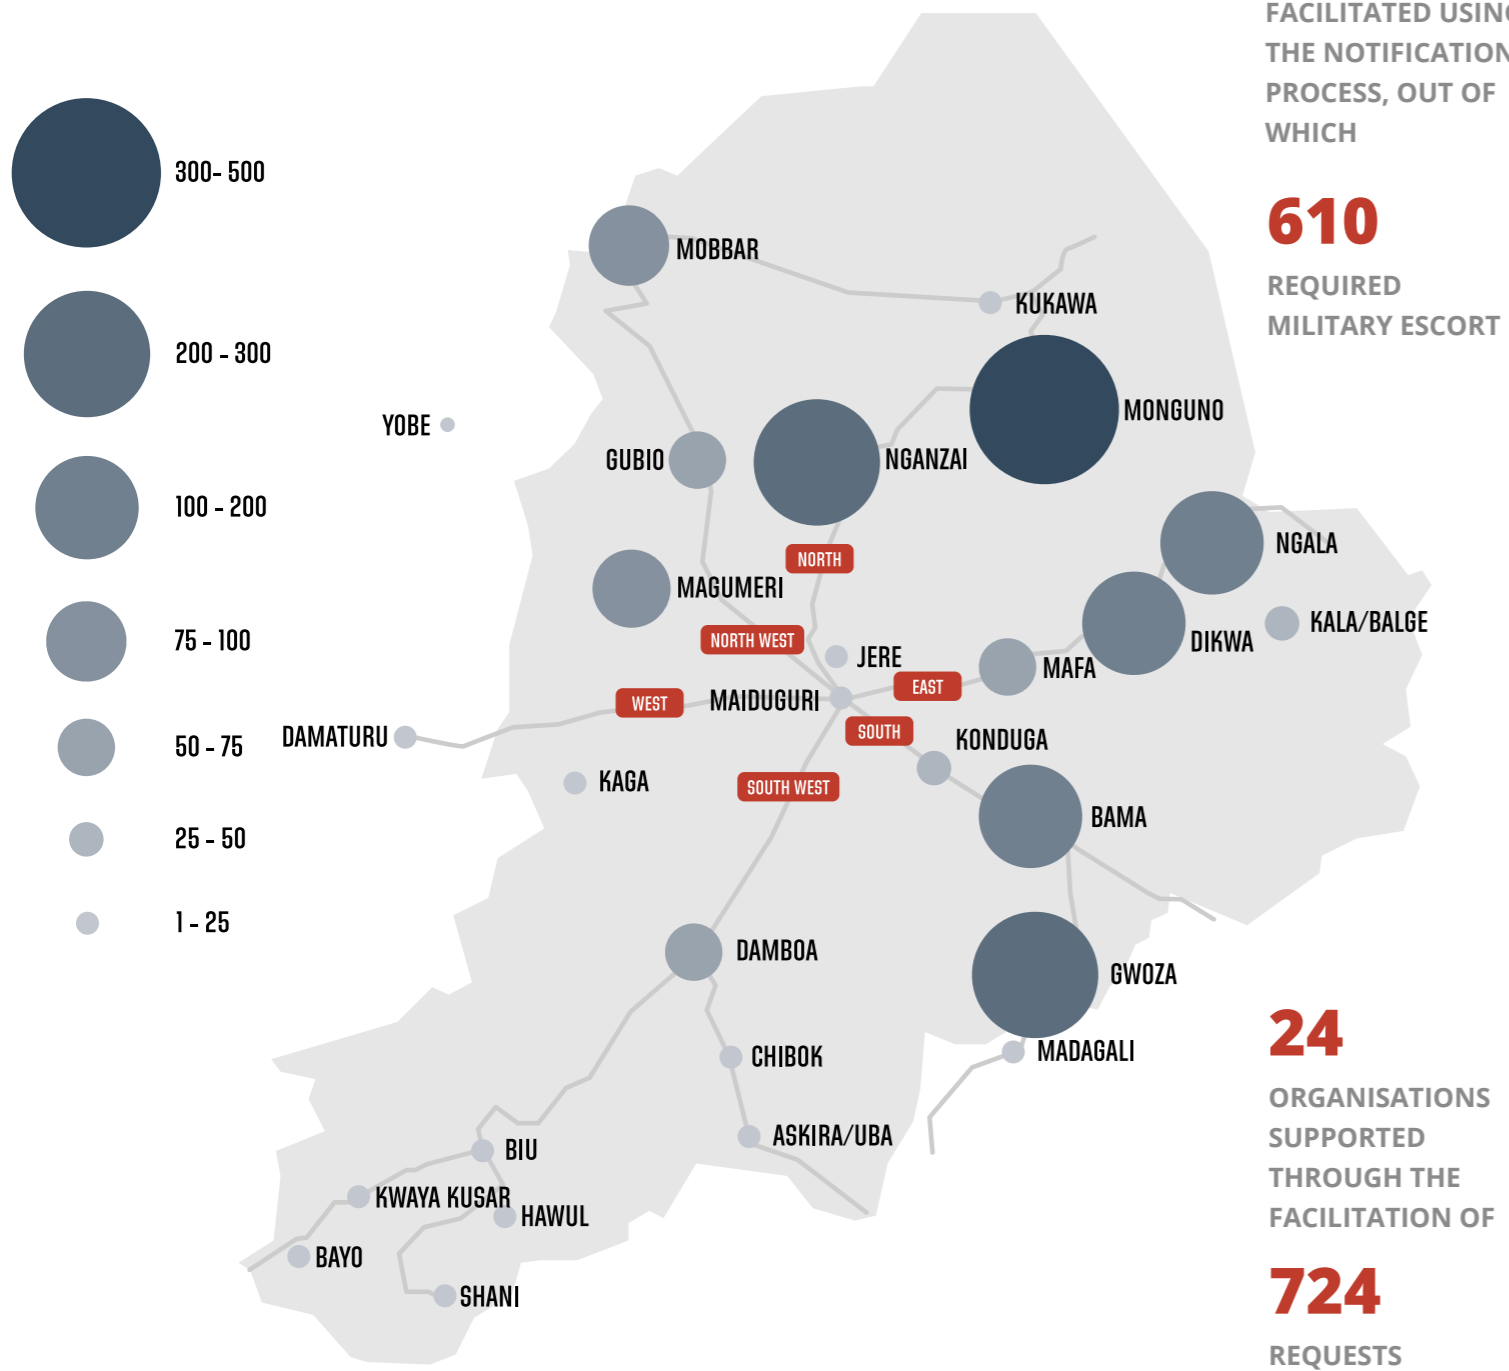 FACILITATED USING
THE NOTIFICATION
PROCESS, OUT OF
WHICH
610
REQUIRED
MILITARY ESCORT
300- 500
200 - 300
100 - 200
75 - 100
50 - 75
25 - 50
1 - 25
MOBBAR
KUKAWA
MONGUNO
YOBE
GUBIO
NGANZAI
NGALA
NORTH
MAGUMERI
KALA/BALGE
NORTH WEST
DIKWA
JERE
MAFA
EAST
WEST
MAIDUGURI
SOUTH
DAMATURU
KONDUGA
KAGA
SOUTH WEST
BAMA
DAMBOA
GWOZA
MADAGALI
CHIBOK
ASKIRA/UBA
BIU
KWAYA KUSAR
HAWUL
BAYO
SHANI
24
ORGANISATIONS
SUPPORTED
THROUGH THE
FACILITATION OF
724
REQUESTS